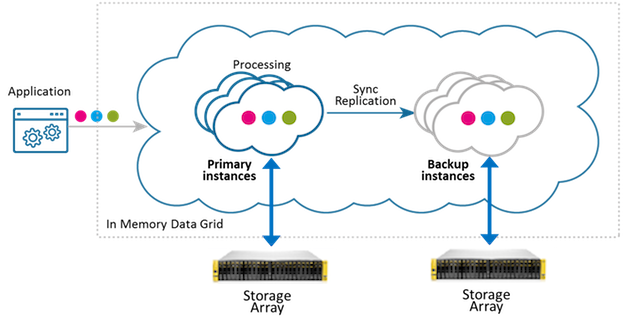 Application
Processing
Sync
Replication
Primary
instances
Backup
instances
In Memory Data Grid
Storage
Array
Storage
Array